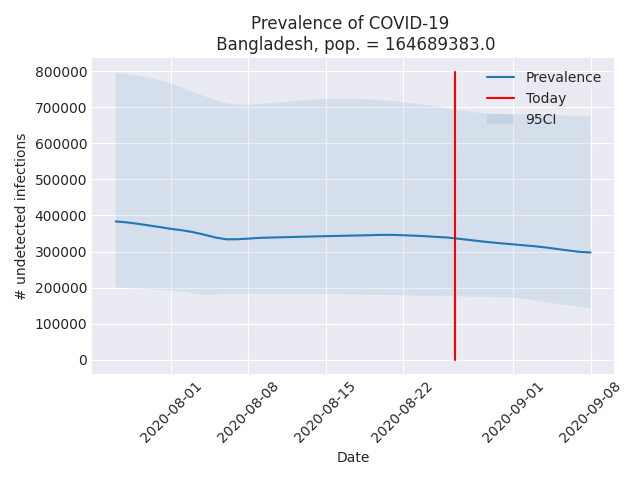 Prevalence of COVID-19
Bangladesh, pop. = 164689383.0
800000
700000
600000
500000
400000
300000
200000
100000
0
# undetected infections
Prevalence
Today
95CI
2020-08-01
2020-08-08
2020-08-15
2020-08-22
2020-09-01
2020-09-08
Date